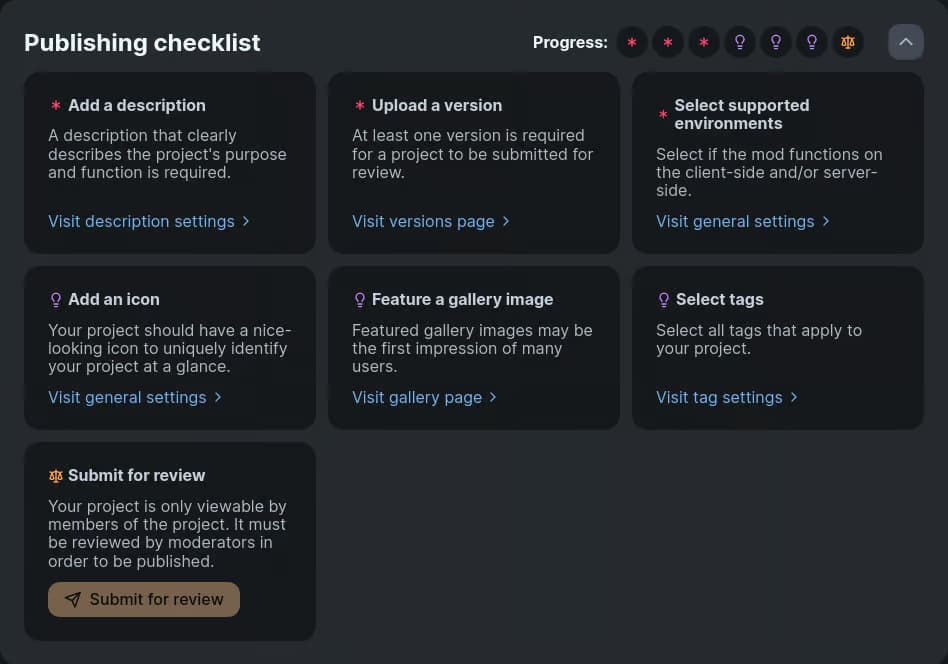 Publishing checklist
Progress:
Add a description
A description that clearly
describes the project's purpose
and function is required.
Visit description settings
Upload a version
At least one version is required
for a project to be submitted for
review.
Visit versions page
Select supported
environments
Select if the mod functions on
the client-side and/or server-
side.
Visit general settings
Add an icon
Your project should have a nice-
looking icon to uniquely identify
your project at a glance.
Visit general settings
Feature a gallery image
Featured gallery images may be
the first impression of many
users.
Visit gallery page
Select tags
Select all tags that apply to
your project.
Visit tag settings
Submit for review
Your project is only viewable by
members of the project. It must
be reviewed by moderators in
order to be published.
Submit for review